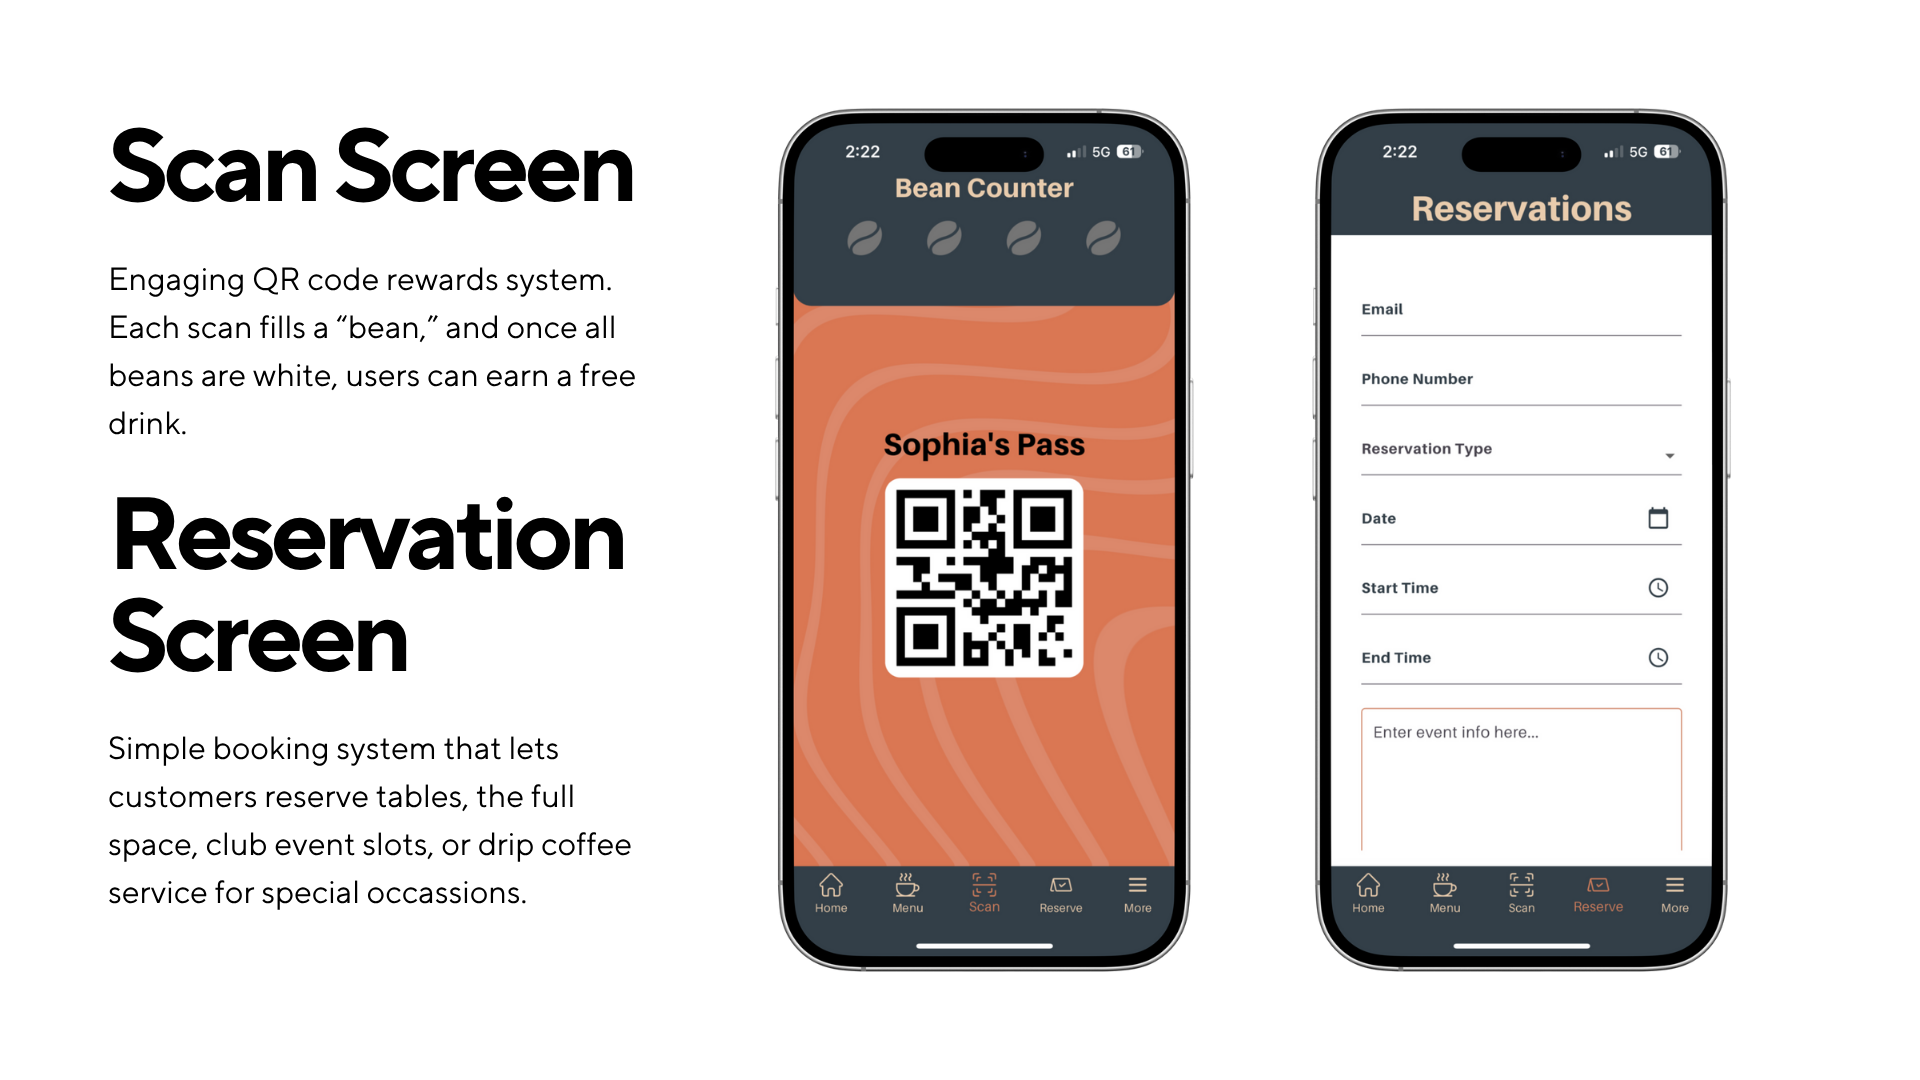 Scan Screen
Engaging QR code rewards system.
Each scan fills a “bean,” and once all
beans are white, users can earn a free
drink.
Reservation
Screen
Simple booking system that lets
customers reserve tables, the full
space, club event slots, or drip coffee
service for special occassions.
2:22 5G 61
Bean Counter
Sophia's Pass
Home Menu Scan Reserve More
2:22 5G 61
Reservations
Email
Phone Number
Reservation Type
Date
Start Time
End Time
Enter event info here...
Home Menu Scan Reserve More